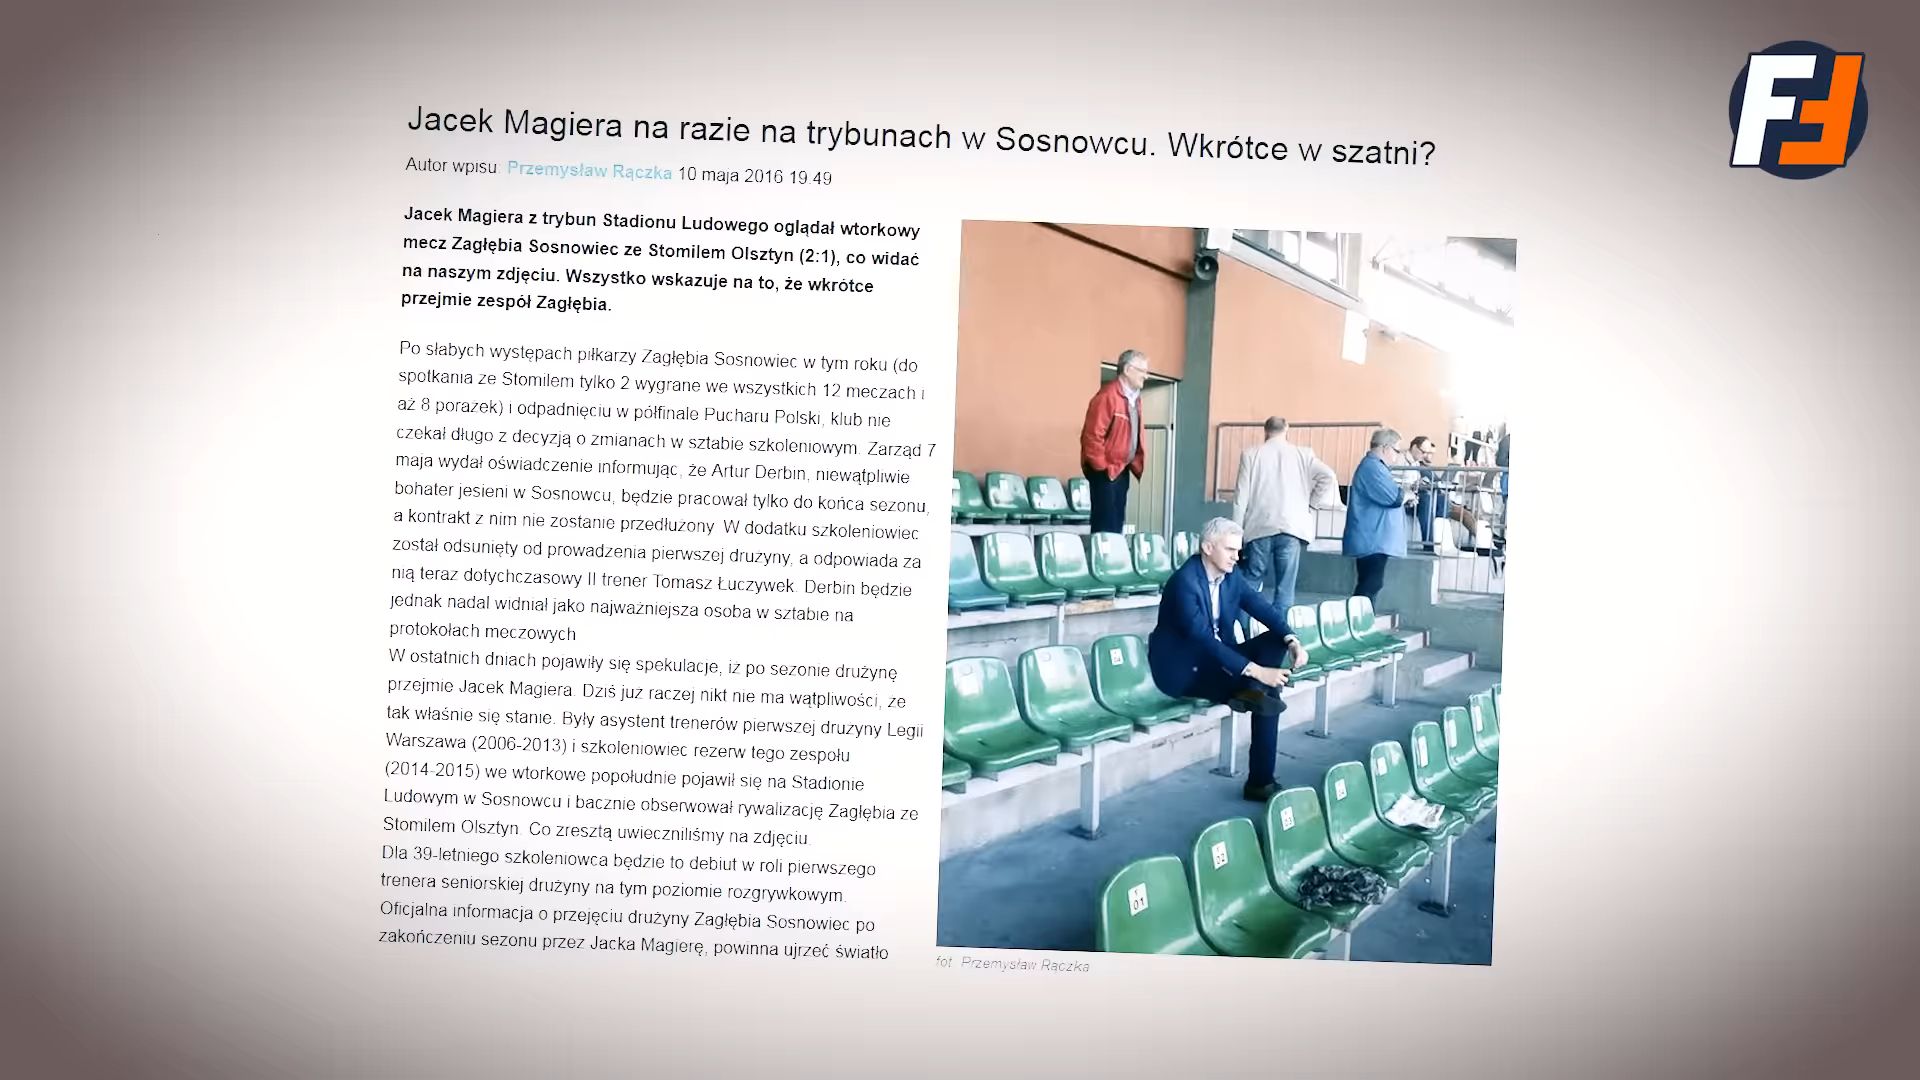 Jacek Magiera na razie na trybunach w Sosnowcu. Wkrótce w szatni?
Autor wpisu: Przemysław Rączka 10 maja 2016 19:49
Jacek Magiera z trybun Stadionu Ludowego oglądał wtorkowy
mecz Zagłębia Sosnowiec ze Stomilem Olsztyn (2:1), co widać
na naszym zdjęciu. Wszystko wskazuje na to, że wkrótce
przejmie zespół Zagłębia.
Po słabych występach piłkarzy Zagłębia Sosnowiec w tym roku (do
spotkania ze Stomilem tylko 2 wygrane we wszystkich 12 meczach i
aż 8 porażek) i odpadnięciu w półfinale Pucharu Polski, klub nie
czekał długo z decyzją o zmianach w sztabie szkoleniowym. Zarząd 7
maja wydał oświadczenie informując, że Artur Derbin, niewątpliwie
bohater jesieni w Sosnowcu, będzie pracował tylko do końca sezonu,
a kontrakt z nim nie zostanie przedłużony. W dodatku szkoleniowiec
został odsunięty od prowadzenia pierwszej drużyny, a odpowiada za
nią teraz dotychczasowy II trener Tomasz Łuczywek. Derbin będzie
jednak nadal widniał jako najważniejsza osoba w sztabie na
protokołach meczowych
W ostatnich dniach pojawiły się spekulacje, iż po sezonie drużynę
przejmie Jacek Magiera. Dziś już raczej nikt nie ma wątpliwości, że
tak właśnie się stanie. Były asystent trenerów pierwszej drużyny Legii
Warszawa (2006-2013) i szkoleniowiec rezerw tego zespołu
(2014-2015) we wtorkowe popołudnie pojawił się na Stadionie
Ludowym w Sosnowcu i bacznie obserwował rywalizację Zagłębia ze
Stomilem Olsztyn. Co zresztą uwieczniliśmy na zdjęciu.
Dla 39-letniego szkoleniowca będzie to debiut w roli pierwszego
trenera seniorskiej drużyny na tym poziomie rozgrywkowym.
Oficjalna informacja o przejęciu drużyny Zagłębia Sosnowiec po
zakończeniu sezonu przez Jacka Magierę, powinna ujrzeć światło
fot. Przemysław Rączka
01
02
03
04
FF